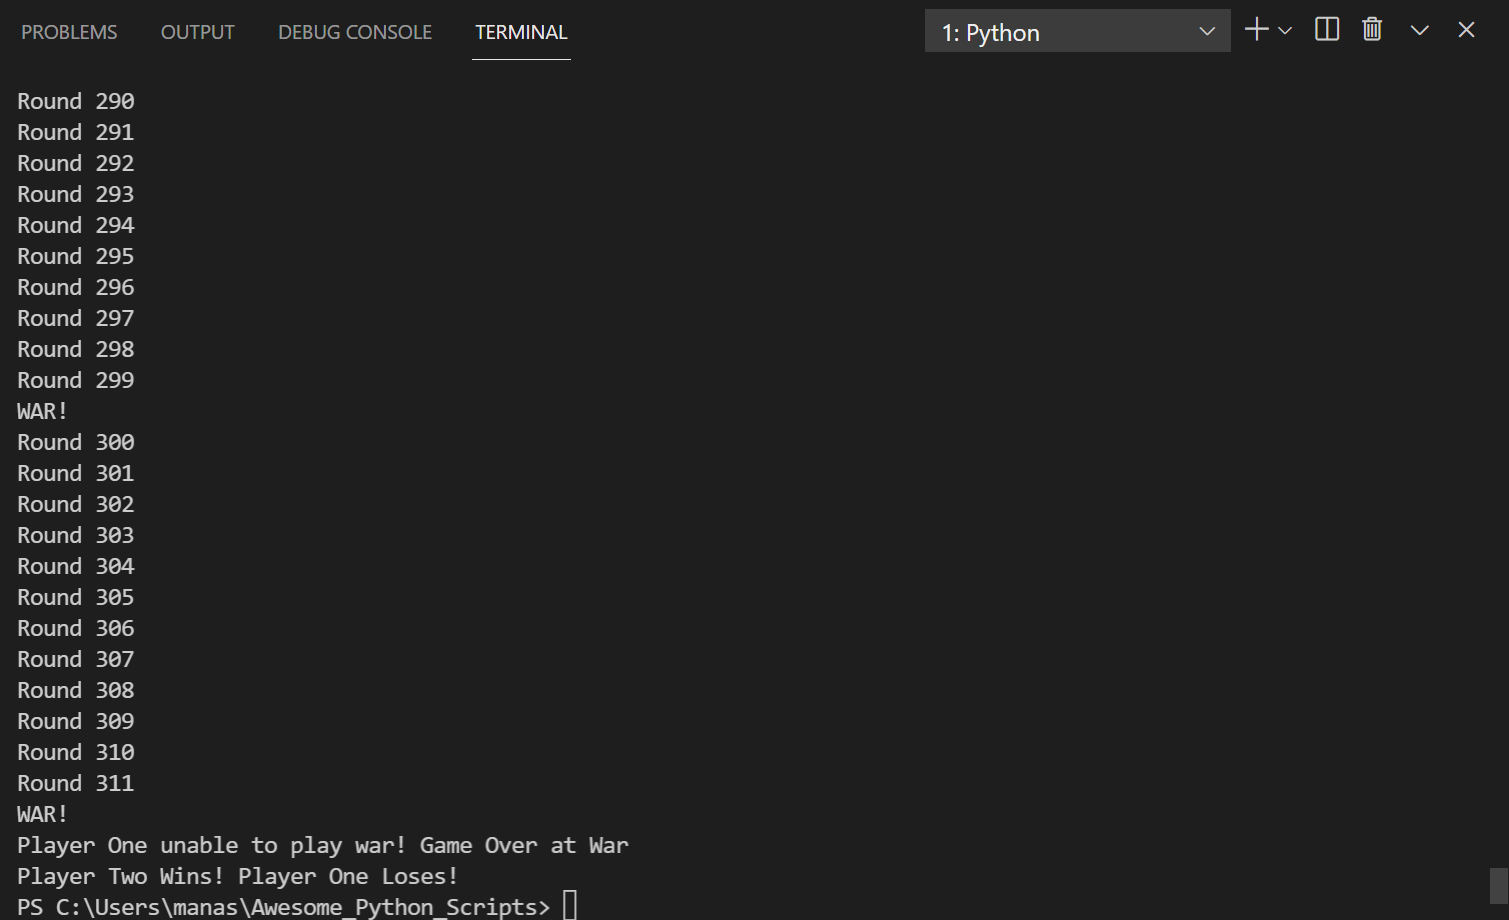 PROBLEMS OUTPUT DEBUG CONSOLE TERMINAL 1: Python
Round 290
Round 291
Round 292
Round 293
Round 294
Round 295
Round 296
Round 297
Round 298
Round 299
WAR!
Round 300
Round 301
Round 302
Round 303
Round 304
Round 305
Round 306
Round 307
Round 308
Round 309
Round 310
Round 311
WAR!
Player One unable to play war! Game Over at War
Player Two Wins! Player One Loses!
PS C:\Users\manas\Awesome_Python_Scripts>